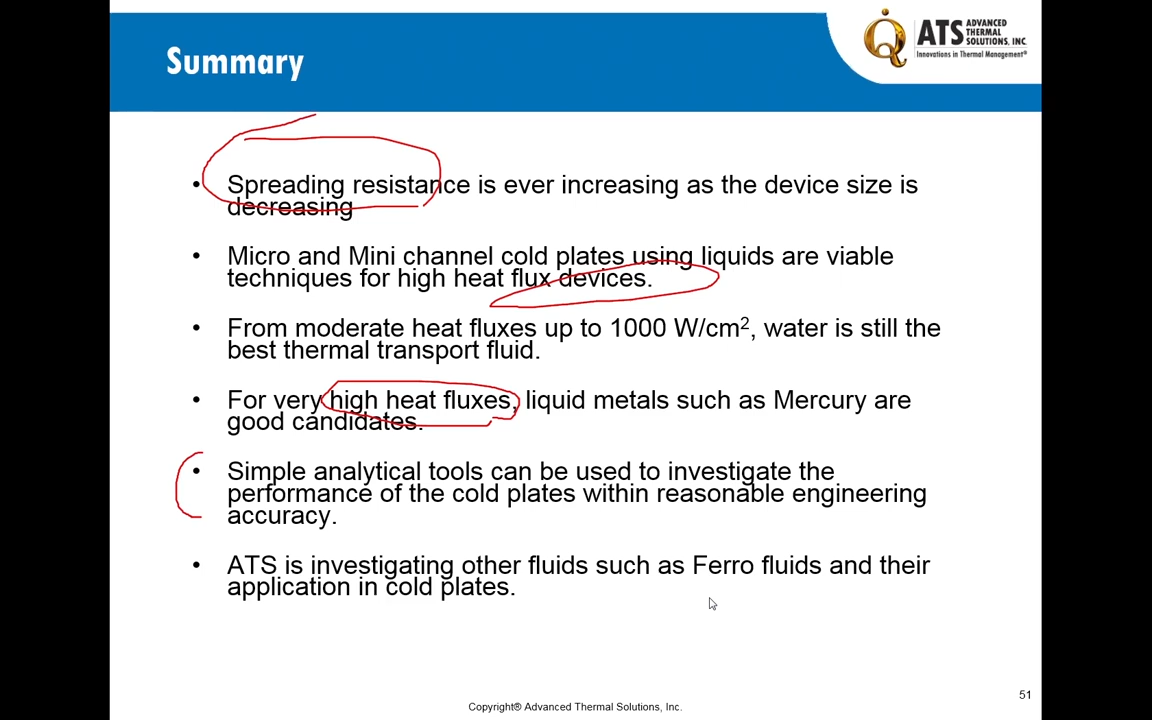 Summary
ATS ADVANCED
THERMAL
SOLUTIONS, INC.
Innovations in Thermal Management®
• Spreading resistance is ever increasing as the device size is
decreasing
• Micro and Mini channel cold plates using liquids are viable
techniques for high heat flux devices.
• From moderate heat fluxes up to 1000 W/cm², water is still the
best thermal transport fluid.
• For very high heat fluxes, liquid metals such as Mercury are
good candidates.
• Simple analytical tools can be used to investigate the
performance of the cold plates within reasonable engineering
accuracy.
• ATS is investigating other fluids such as Ferro fluids and their
application in cold plates.
51
Copyright® Advanced Thermal Solutions, Inc.